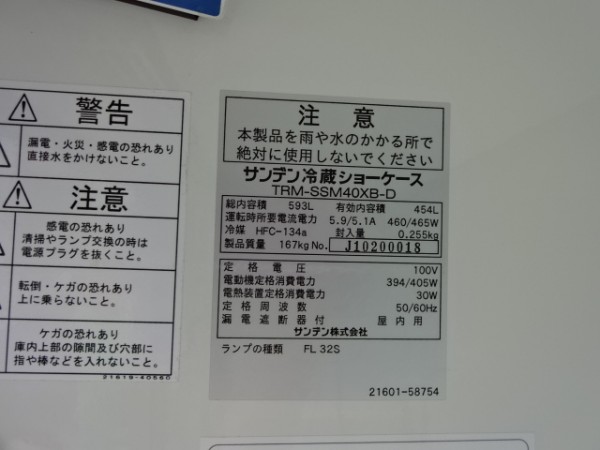 警告
漏電・火災・感電の恐れあり
直接水をかけないこと。
注意
感電の恐れあり
清掃やランプ交換の時は
電源プラグを抜くこと。
転倒・ケガの恐れあり
上に乗らないこと。
ケガの恐れあり
庫内上部の隙間及び穴部に
指や棒などを入れないこと。
21619-40560
注意
本製品を雨や水のかかる所で
絶対に使用しないでください
サンデン冷蔵ショーケース
TRM-SSM40XB-D
総内容積 593L 有効内容積 454L
運転時所要電流電力 5.9/5.1A 460/465W
冷媒 HFC-134a 封入量 0.255kg
製品質量 167kg No. J10200018
定格電圧 100V
電動機定格消費電力 394/405W
電熱装置定格消費電力 30W
定格周波数 50/60Hz
漏電遮断器付 屋内用
サンデン株式会社
ランプの種類 FL 32S
21601-58754